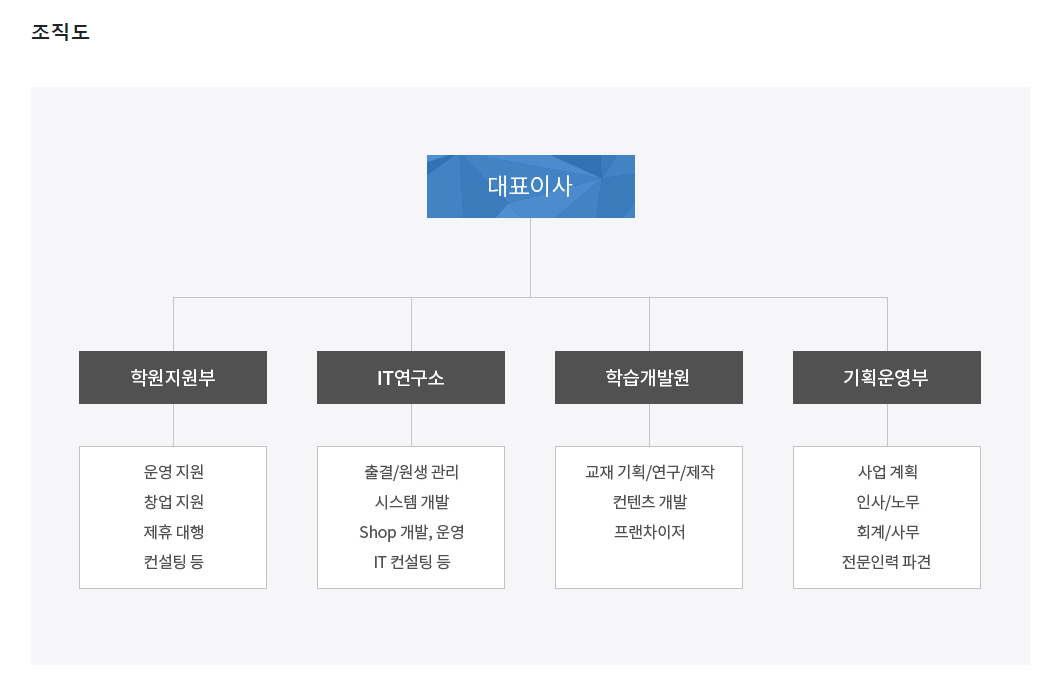 조직도
대표이사
학원지원부
IT연구소
학습개발원
기획운영부
운영 지원
창업 지원
제휴 대행
컨설팅 등
출결/원생 관리
시스템 개발
Shop 개발, 운영
IT 컨설팅 등
교재 기획/연구/제작
컨텐츠 개발
프랜차이저
사업 계획
인사/노무
회계/사무
전문인력 파견